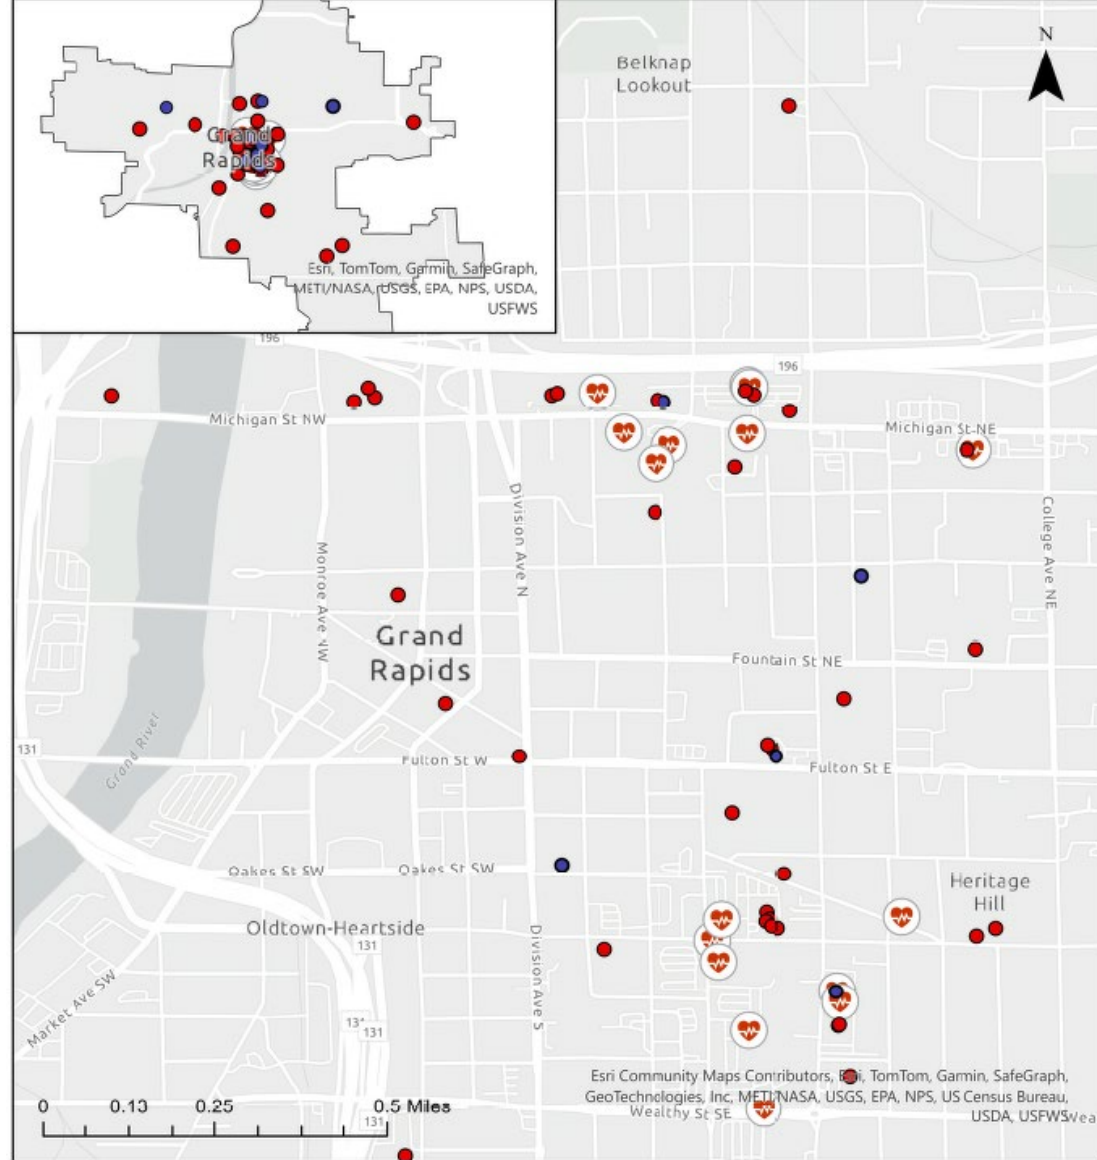 Grand
Rapids
Esri, TomTom, Garmin, SafeGraph,
METI/NASA, USGS, EPA, NPS, USDA,
USFWS
Belknap
Lookout
N
196
196
Michigan St NW
Michigan St NE
Division Ave N
College Ave NE
Monroe Ave NW
Grand
Rapids
Fountain St NE
Grand River
131
Fulton St W
Fulton St E
Oakes St SW
Oakes St SW
Heritage
Hill
Oldtown-Heartside
131
Division Ave S
Market Ave SW
131
131
Esri Community Maps Contributors, Esri, TomTom, Garmin, SafeGraph,
GeoTechnologies, Inc, METI/NASA, USGS, EPA, NPS, US Census Bureau,
USDA, USFWS
Wealthy St SE
0 0.13 0.25 0.5 Miles
131